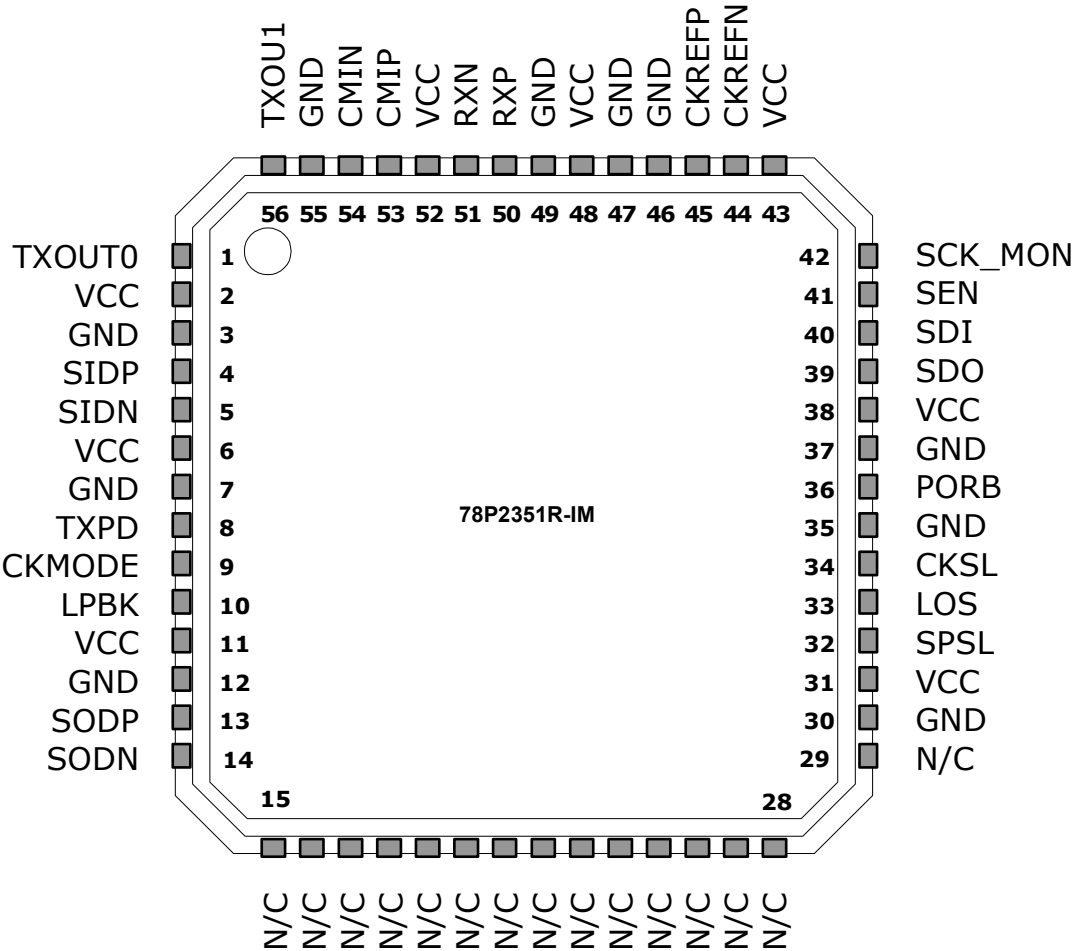 TXOU1
GND
CMIN
CMIP
VCC
RXN
RXP
GND
VCC
GND
GND
CKREFP
CKREFN
VCC
56 55 54 53 52 51 50 49 48 47 46 45 44 43
TXOUT0 1 42 SCK_MON
VCC 2 41 SEN
GND 3 40 SDI
SIDP 4 39 SDO
SIDN 5 38 VCC
VCC 6 37 GND
GND 7 36 PORB
78P2351R-IM
TXPD 8 35 GND
CKMODE 9 34 CKSL
LPBK 10 33 LOS
VCC 11 32 SPSL
GND 12 31 VCC
SODP 13 30 GND
SODN 14 29 N/C
15 28
N/C
N/C
N/C
N/C
N/C
N/C
N/C
N/C
N/C
N/C
N/C
N/C
N/C
N/C